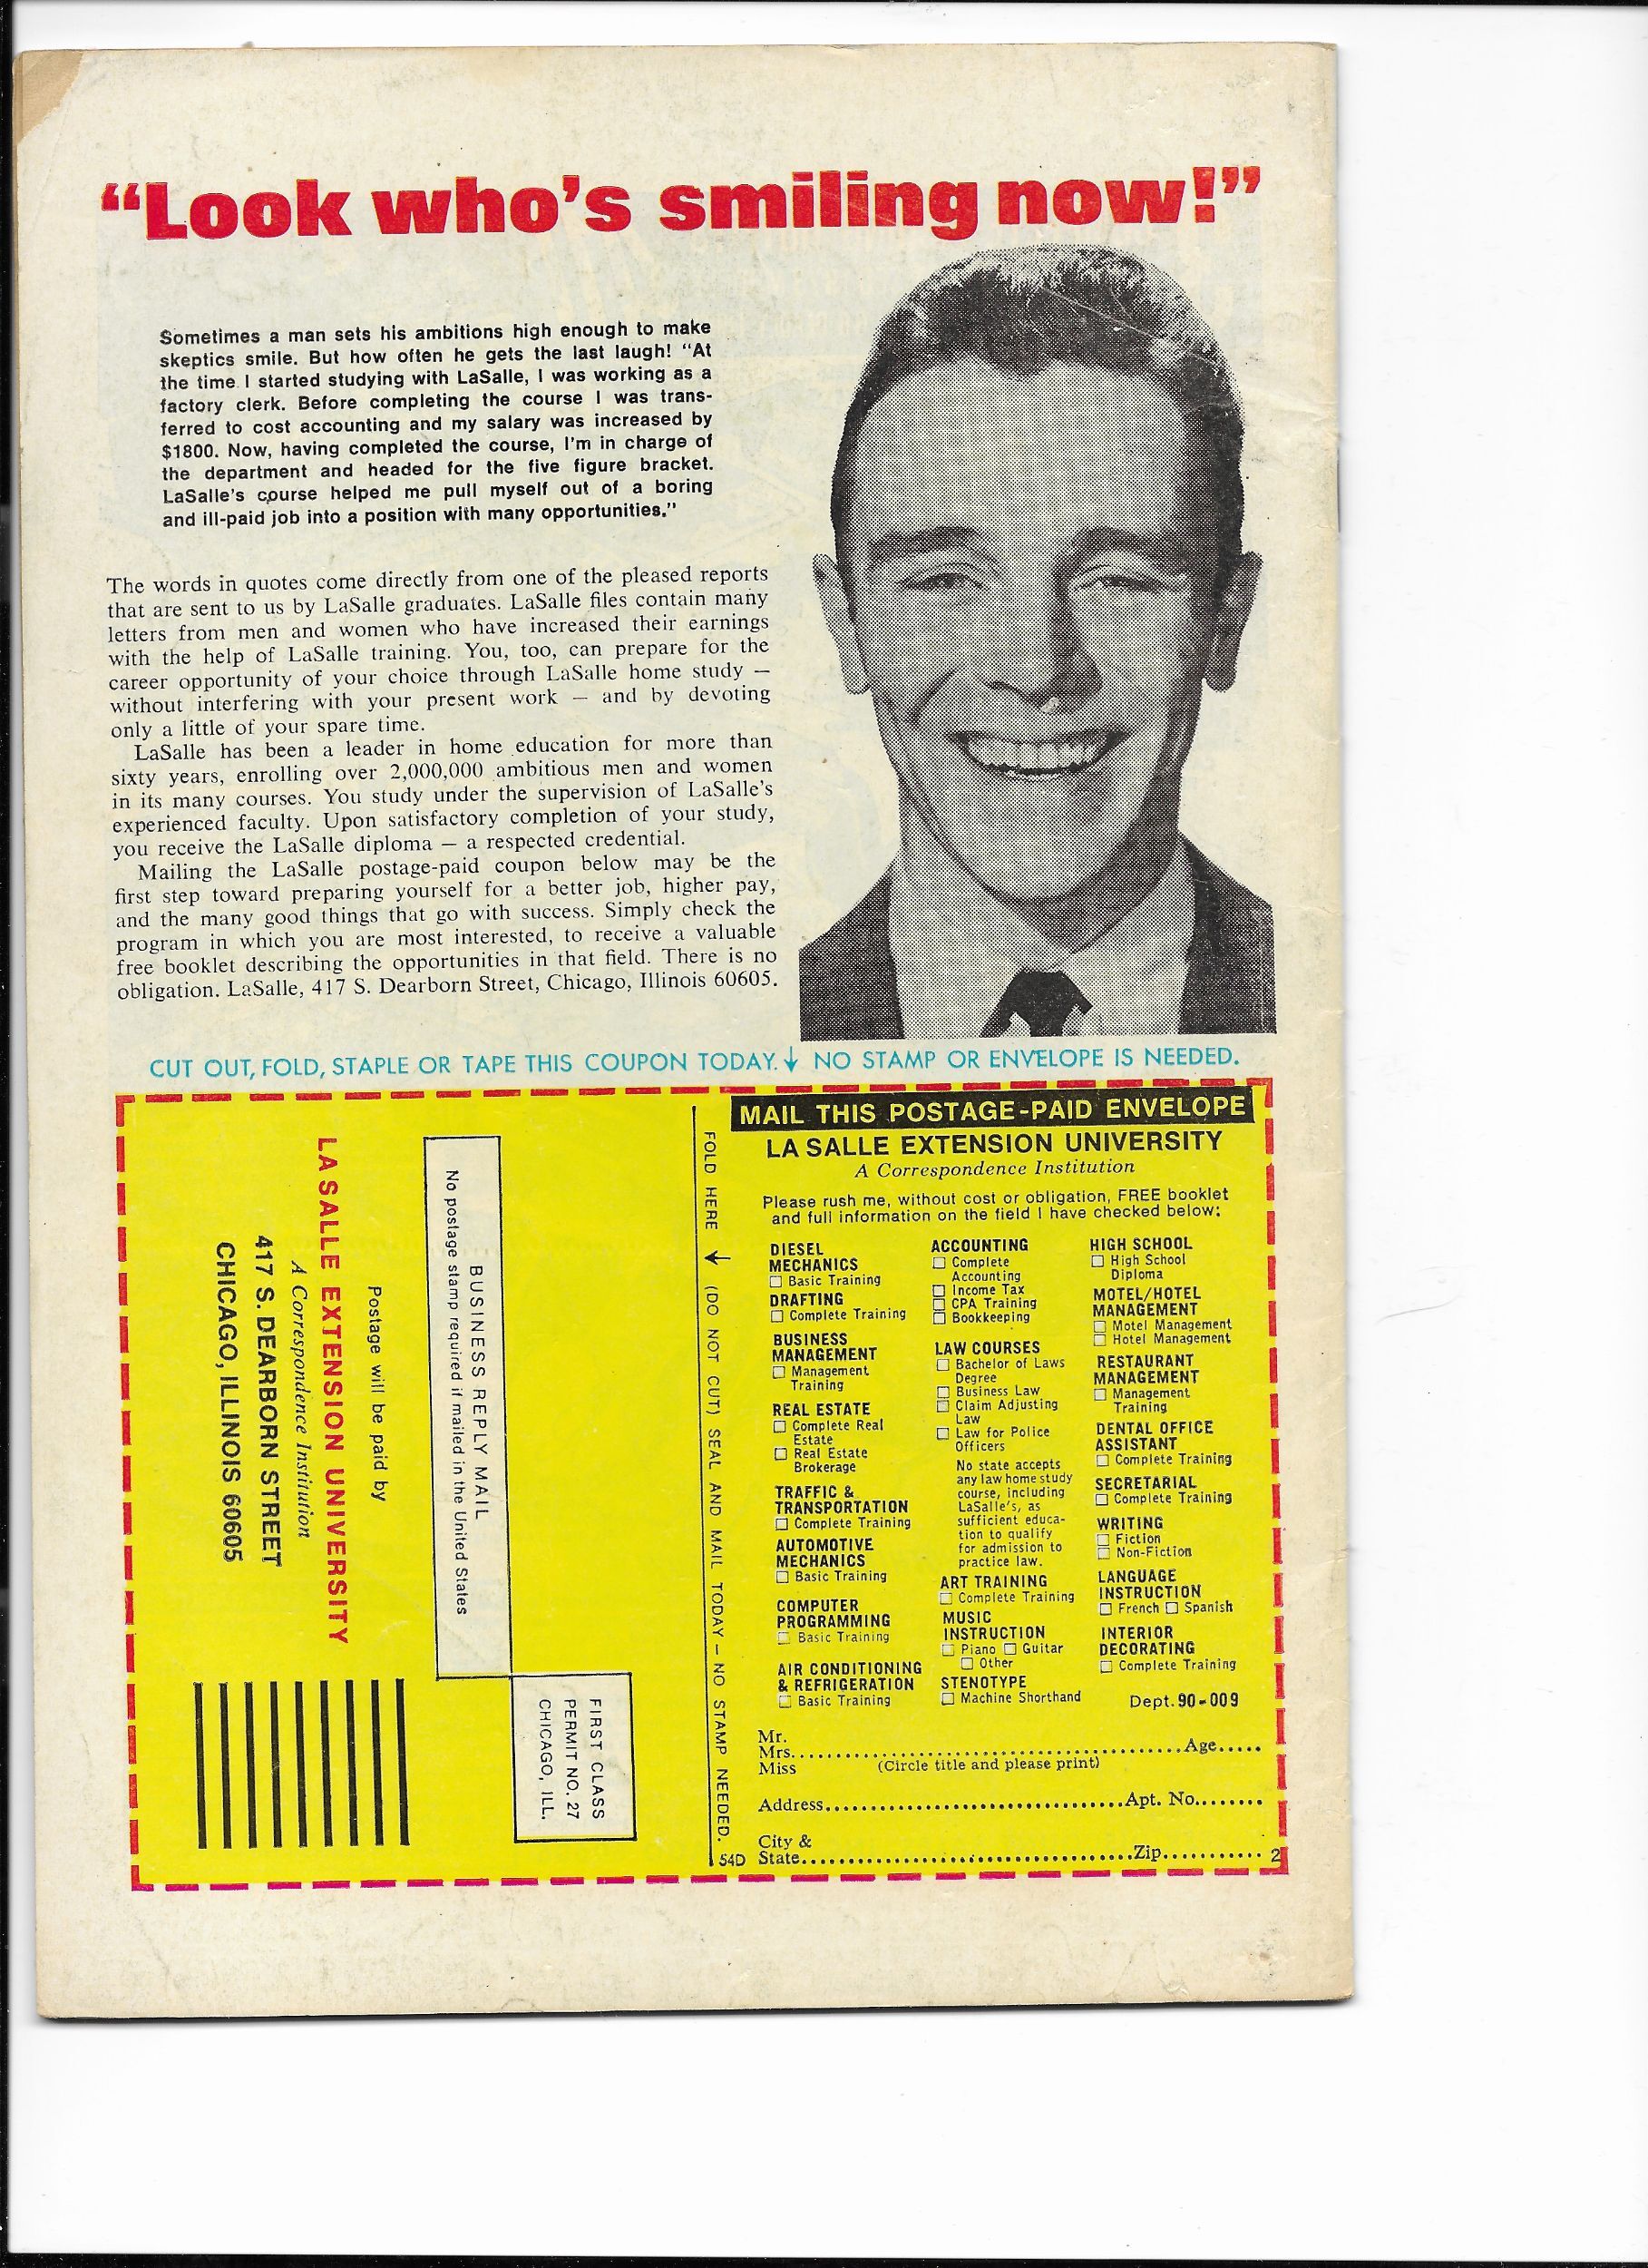 “Look who’s smiling now!”
Sometimes a man sets his ambitions high enough to make
skeptics smile. But how often he gets the last laugh! “At
the time I started studying with LaSalle, I was working as a
factory clerk. Before completing the course I was trans-
ferred to cost accounting and my salary was increased by
$1800. Now, having completed the course, I’m in charge of
the department and headed for the five figure bracket.
LaSalle’s course helped me pull myself out of a boring
and ill-paid job into a position with many opportunities.”
The words in quotes come directly from one of the pleased reports
that are sent to us by LaSalle graduates. LaSalle files contain many
letters from men and women who have increased their earnings
with the help of LaSalle training. You, too, can prepare for the
career opportunity of your choice through LaSalle home study —
without interfering with your present work — and by devoting
only a little of your spare time.
LaSalle has been a leader in home education for more than
sixty years, enrolling over 2,000,000 ambitious men and women
in its many courses. You study under the supervision of LaSalle’s
experienced faculty. Upon satisfactory completion of your study,
you receive the LaSalle diploma — a respected credential.
Mailing the LaSalle postage-paid coupon below may be the
first step toward preparing yourself for a better job, higher pay,
and the many good things that go with success. Simply check the
program in which you are most interested, to receive a valuable
free booklet describing the opportunities in that field. There is no
obligation. LaSalle, 417 S. Dearborn Street, Chicago, Illinois 60605.
CUT OUT, FOLD, STAPLE OR TAPE THIS COUPON TODAY.↓ NO STAMP OR ENVELOPE IS NEEDED.
FIRST CLASS
PERMIT NO. 27
CHICAGO, ILL.
BUSINESS REPLY MAIL
No postage stamp required if mailed in the United States
Postage will be paid by
LA SALLE EXTENSION UNIVERSITY
A Correspondence Institution
417 S. DEARBORN STREET
CHICAGO, ILLINOIS 60605
FOLD HERE ↓ (DO NOT CUT) SEAL AND MAIL TODAY — NO STAMP NEEDED.
54D
MAIL THIS POSTAGE-PAID ENVELOPE
LA SALLE EXTENSION UNIVERSITY
A Correspondence Institution
Please rush me, without cost or obligation, FREE booklet
and full information on the field I have checked below:
DIESEL
MECHANICS
☐ Basic Training
DRAFTING
☐ Complete Training
BUSINESS
MANAGEMENT
☐ Management
Training
REAL ESTATE
☐ Complete Real
Estate
☐ Real Estate
Brokerage
TRAFFIC &
TRANSPORTATION
☐ Complete Training
AUTOMOTIVE
MECHANICS
☐ Basic Training
COMPUTER
PROGRAMMING
☐ Basic Training
AIR CONDITIONING
& REFRIGERATION
☐ Basic Training
ACCOUNTING
☐ Complete
Accounting
☐ Income Tax
☐ CPA Training
☐ Bookkeeping
LAW COURSES
☐ Bachelor of Laws
Degree
☐ Business Law
☐ Claim Adjusting
Law
☐ Law for Police
Officers
No state accepts
any law home study
course, including
LaSalle’s, as
sufficient educa-
tion to qualify
for admission to
practice law.
ART TRAINING
☐ Complete Training
MUSIC
INSTRUCTION
☐ Piano ☐ Guitar
☐ Other
STENOTYPE
☐ Machine Shorthand
HIGH SCHOOL
☐ High School
Diploma
MOTEL/HOTEL
MANAGEMENT
☐ Motel Management
☐ Hotel Management
RESTAURANT
MANAGEMENT
☐ Management
Training
DENTAL OFFICE
ASSISTANT
☐ Complete Training
SECRETARIAL
☐ Complete Training
WRITING
☐ Fiction
☐ Non-Fiction
LANGUAGE
INSTRUCTION
☐ French ☐ Spanish
INTERIOR
DECORATING
☐ Complete Training
Dept. 90-009
Mr.
Mrs. Age
Miss (Circle title and please print)
Address Apt. No.
City &
State Zip 2